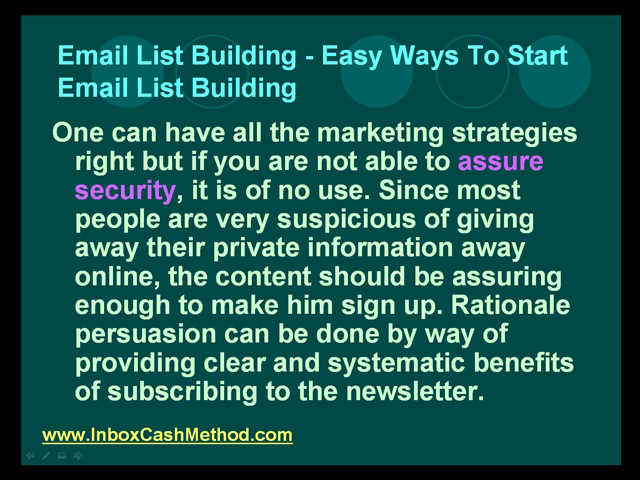 Email List Building - Easy Ways To Start
Email List Building
One can have all the marketing strategies
right but if you are not able to assure
security, it is of no use. Since most
people are very suspicious of giving
away their private information away
online, the content should be assuring
enough to make him sign up. Rationale
persuasion can be done by way of
providing clear and systematic benefits
of subscribing to the newsletter.
www.InboxCashMethod.com